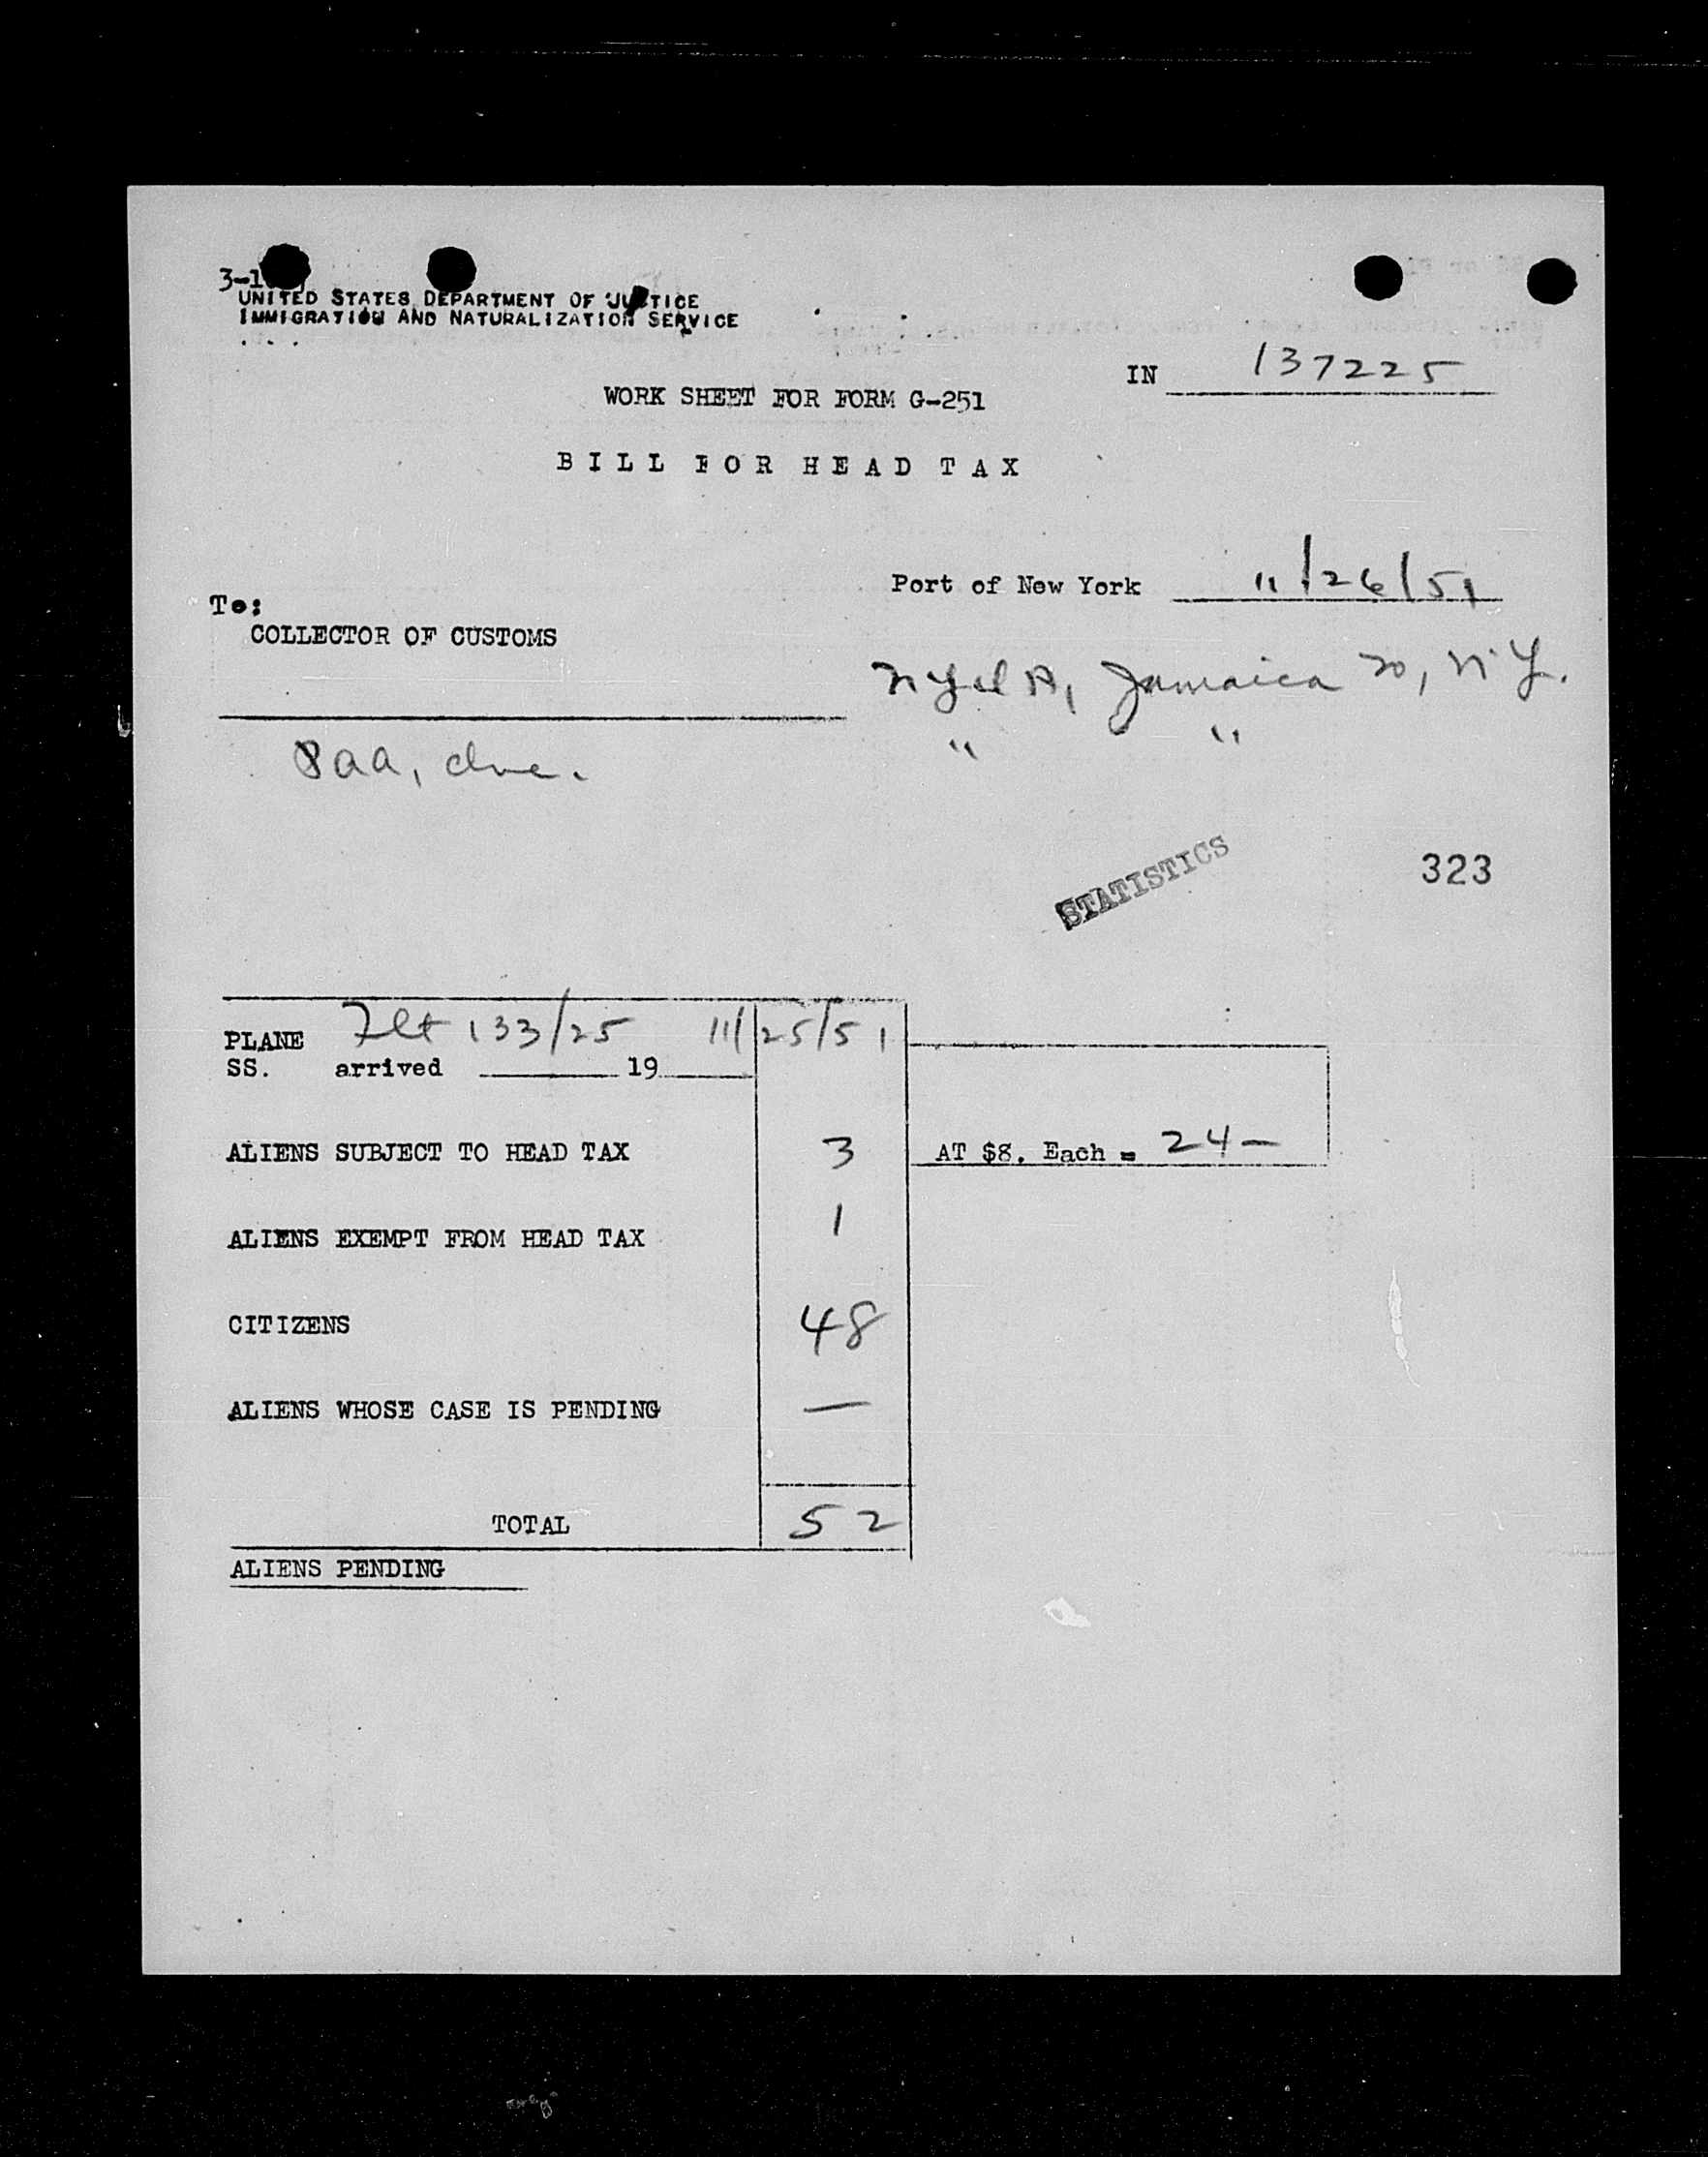 3-1
UNITED STATES DEPARTMENT OF JUSTICE
IMMIGRATION AND NATURALIZATION SERVICE
IN 137225
WORK SHEET FOR FORM G-251
BILL FOR HEAD TAX
Port of New York 11/26/51
To:
COLLECTOR OF CUSTOMS
Jamaica 20, N.Y.
" "
PAA, Inc.
STATISTICS
323
PLANE Flt 133/25 11/25/51
SS. arrived 19
ALIENS SUBJECT TO HEAD TAX 3 AT $8. Each = 24-
ALIENS EXEMPT FROM HEAD TAX 1
CITIZENS 48
ALIENS WHOSE CASE IS PENDING —
TOTAL 52
ALIENS PENDING